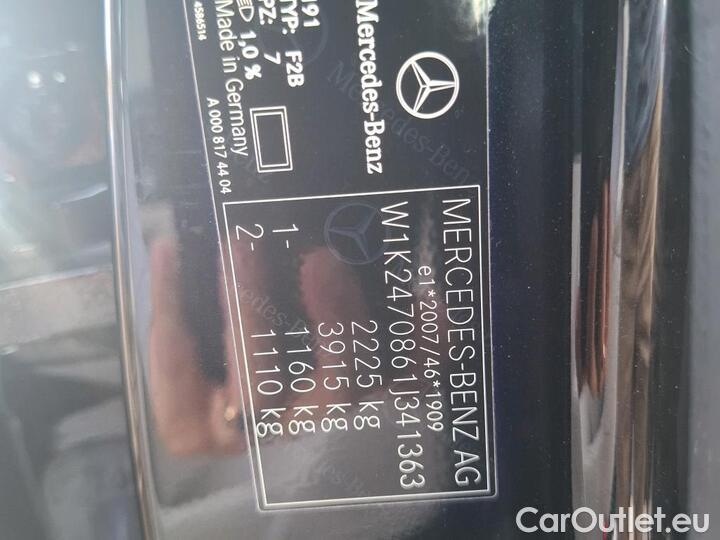 MERCEDES-BENZ AG
e1*2007/46*1909
W1K2470861J341363
2225 kg
3915 kg
1- 1160 kg
2- 1110 kg
Mercedes-Benz
191
TYP: F2B
PZ: 7
1,0 %
Made in Germany
A 000 817 44 04
4586514
CarOutlet.eu